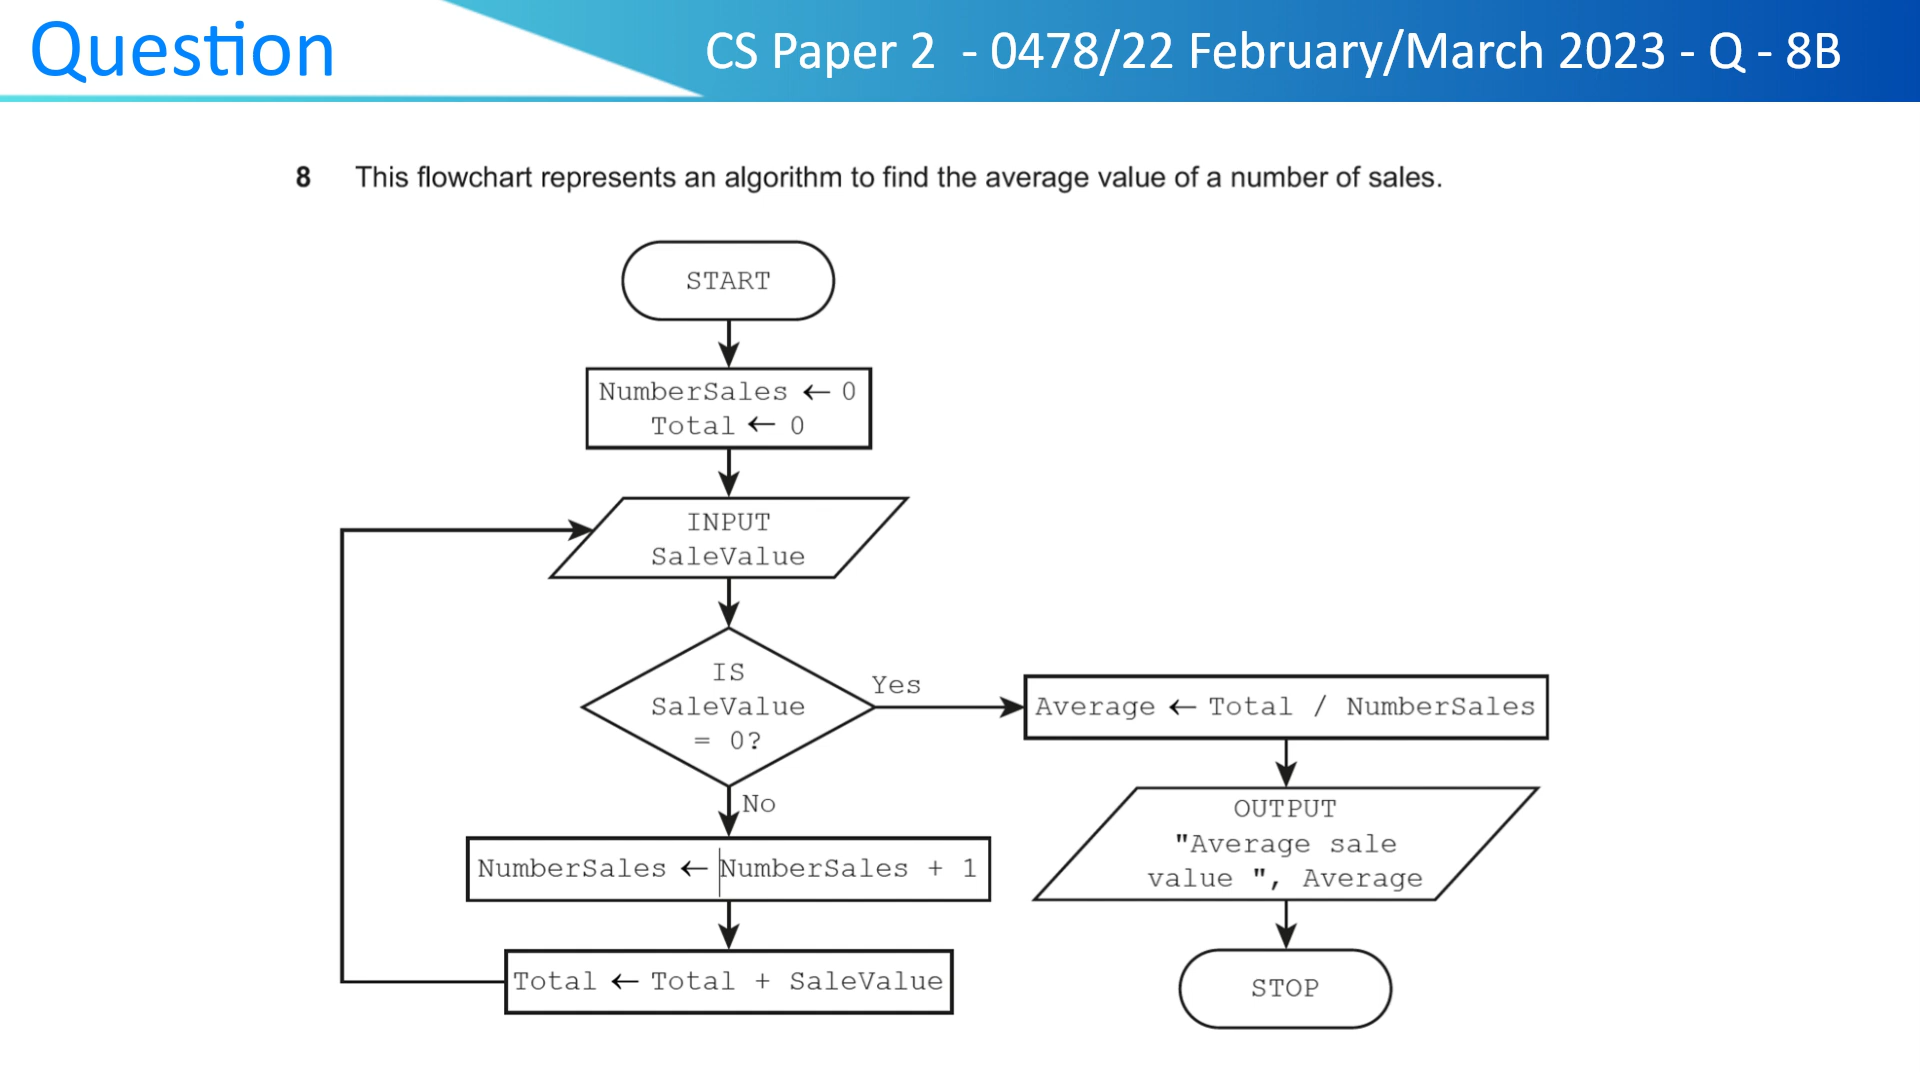 Question
CS Paper 2  - 0478/22 February/March 2023 - Q - 8B
8 This flowchart represents an algorithm to find the average value of a number of sales.
START
NumberSales ← 0
Total ← 0
INPUT
SaleValue
IS
SaleValue
= 0?
Yes
No
NumberSales ← NumberSales + 1
Total ← Total + SaleValue
Average ← Total / NumberSales
OUTPUT
"Average sale
value ", Average
STOP